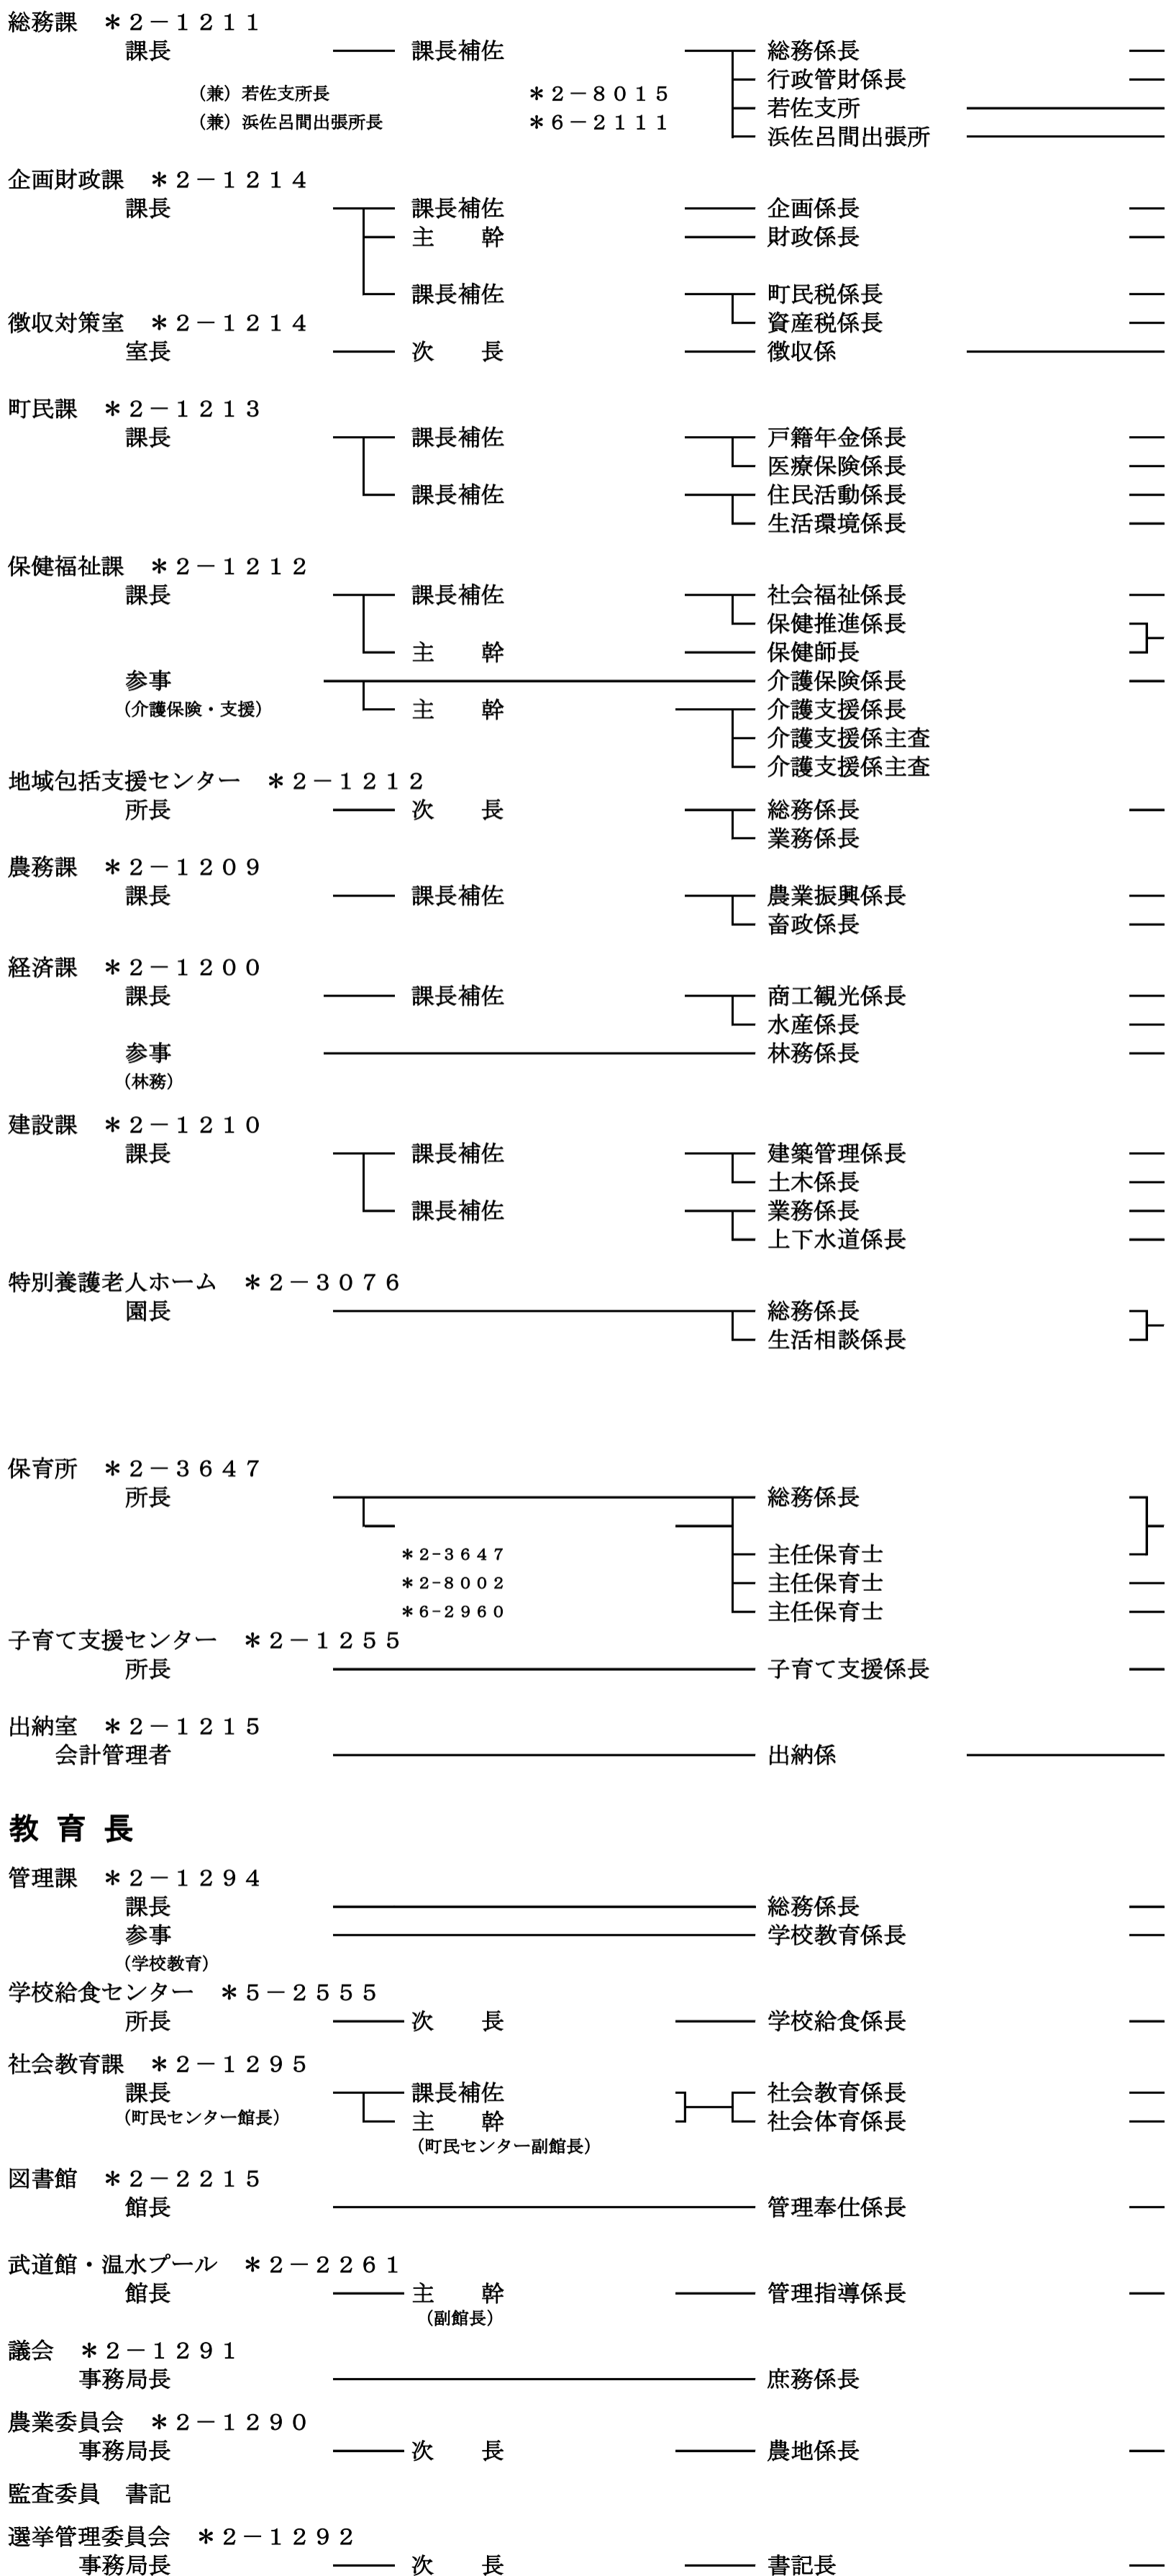 総務課　＊２－１２１１
課長　課長補佐　総務係長
行政管財係長
（兼）若佐支所長　＊２－８０１５　若佐支所
（兼）浜佐呂間出張所長　＊６－２１１１　浜佐呂間出張所
企画財政課　＊２－１２１４
課長　課長補佐　企画係長
主　　幹　財政係長
課長補佐　町民税係長
徴収対策室　＊２－１２１４　資産税係長
室長　次　　長　徴収係
町民課　＊２－１２１３
課長　課長補佐　戸籍年金係長
医療保険係長
課長補佐　住民活動係長
生活環境係長
保健福祉課　＊２－１２１２
課長　課長補佐　社会福祉係長
保健推進係長
主　　幹　保健師長
参事　介護保険係長
（介護保険・支援）　主　　幹　介護支援係長
介護支援係主査
介護支援係主査
地域包括支援センター　＊２－１２１２
所長　次　　長　総務係長
業務係長
農務課　＊２－１２０９
課長　課長補佐　農業振興係長
畜政係長
経済課　＊２－１２００
課長　課長補佐　商工観光係長
水産係長
参事　林務係長
（林務）
建設課　＊２－１２１０
課長　課長補佐　建築管理係長
土木係長
課長補佐　業務係長
上下水道係長
特別養護老人ホーム　＊２－３０７６
園長　総務係長
生活相談係長
保育所　＊２－３６４７
所長　総務係長
＊２-３６４７　主任保育士
＊２-８００２　主任保育士
＊６-２９６０　主任保育士
子育て支援センター　＊２－１２５５
所長　子育て支援係長
出納室　＊２－１２１５
会計管理者　出納係
教　育　長
管理課　＊２－１２９４
課長　総務係長
参事　学校教育係長
（学校教育）
学校給食センター　＊５－２５５５
所長　次　　長　学校給食係長
社会教育課　＊２－１２９５
課長　課長補佐　社会教育係長
（町民センター館長）　主　　幹　社会体育係長
（町民センター副館長）
図書館　＊２－２２１５
館長　管理奉仕係長
武道館・温水プール　＊２－２２６１
館長　主　　幹　管理指導係長
（副館長）
議会　＊２－１２９１
事務局長　庶務係長
農業委員会　＊２－１２９０
事務局長　次　　長　農地係長
監査委員　書記
選挙管理委員会　＊２－１２９２
事務局長　次　　長　書記長